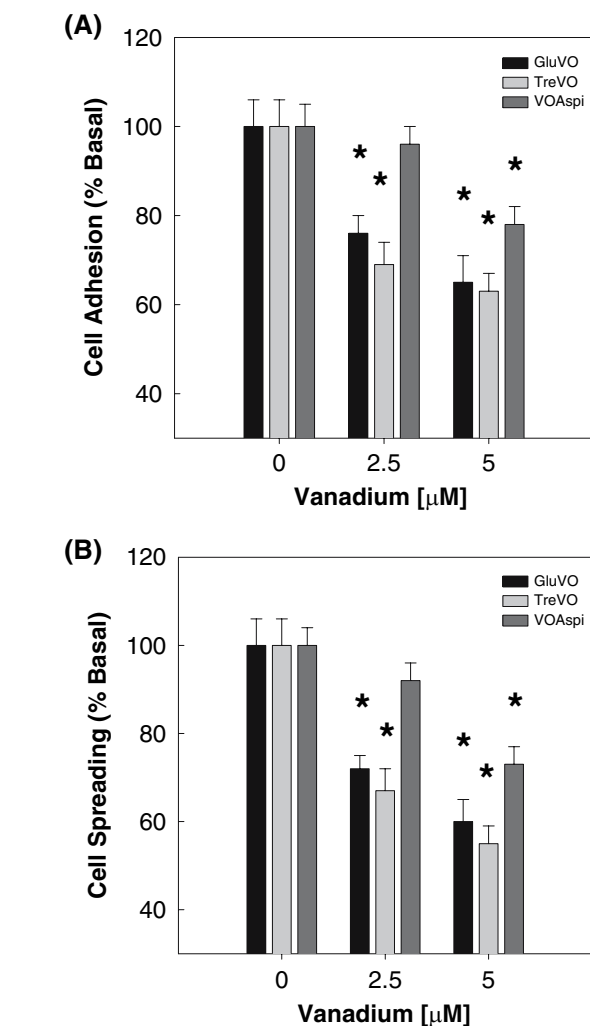 (A)
120
100
80
60
40
Cell Adhesion (% Basal)
GluVO
TreVO
VOAspi
* * * * *
0 2.5 5
Vanadium [µM]
(B)
120
100
80
60
40
Cell Spreading (% Basal)
GluVO
TreVO
VOAspi
* * * * *
0 2.5 5
Vanadium [µM]